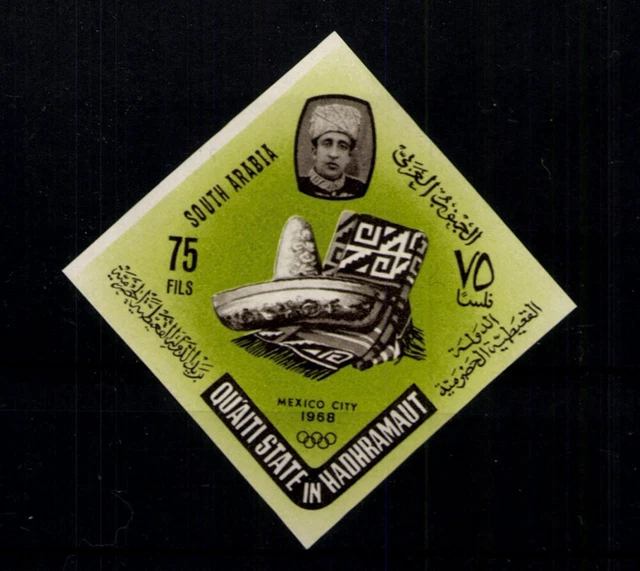 SOUTH ARABIA
الجنوب العربي
75
FILS
٧٥
فلسا
الدولة
القعيطية الحضرمية
MEXICO CITY
1968
QU'AITI STATE IN HADHRAMAUT